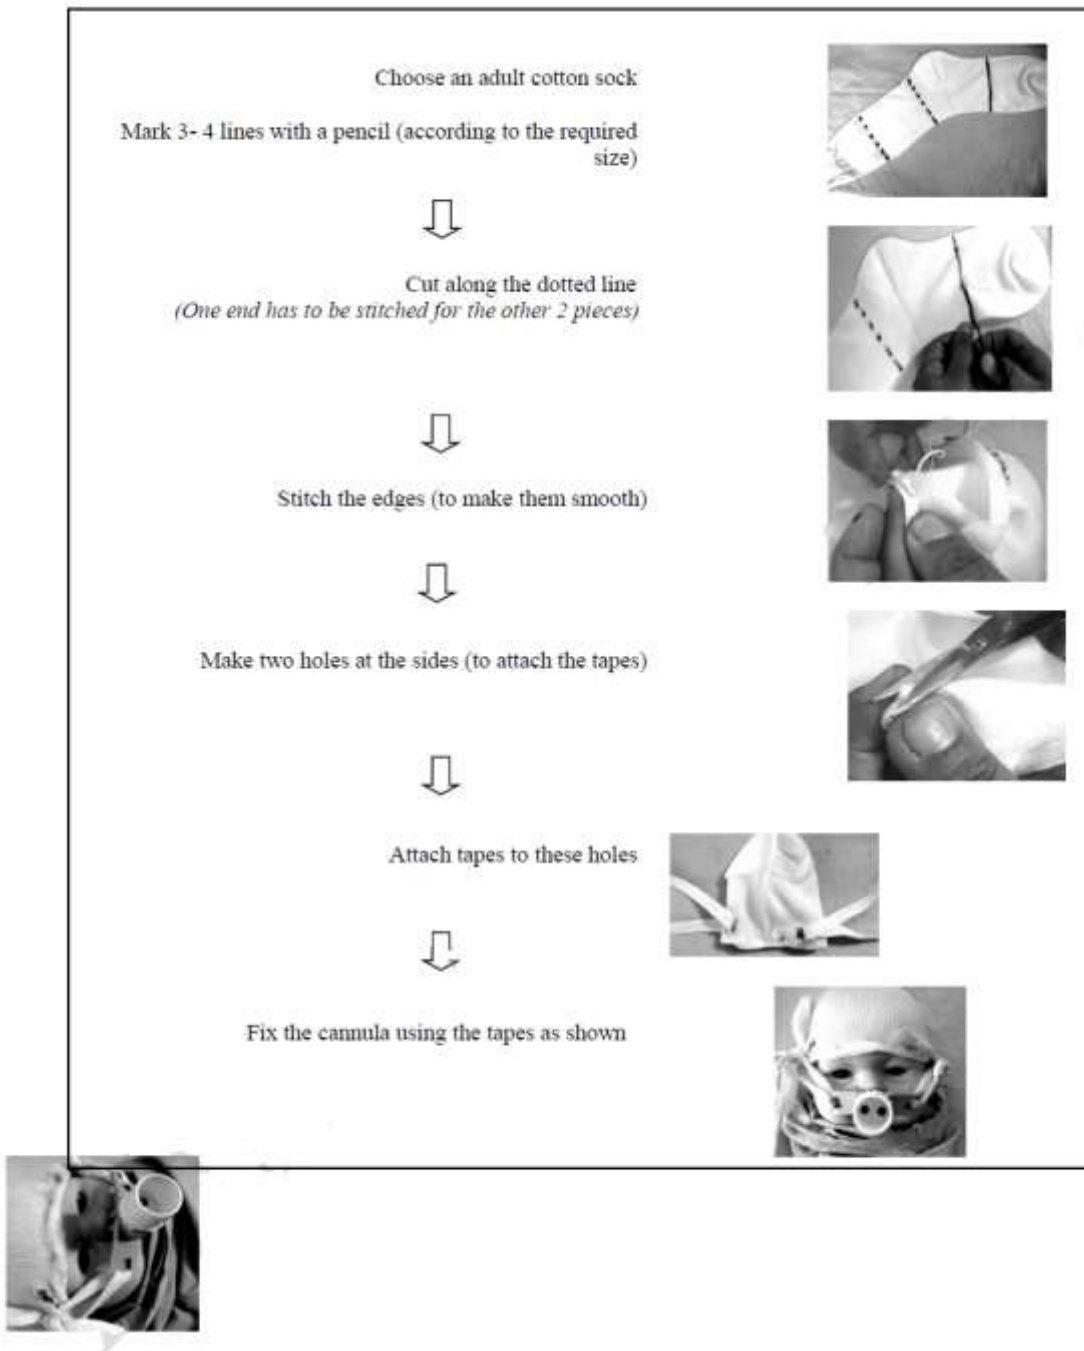 Choose an adult cotton sock
Mark 3- 4 lines with a pencil (according to the required
size)
Cut along the dotted line
(One end has to be stitched for the other 2 pieces)
Stitch the edges (to make them smooth)
Make two holes at the sides (to attach the tapes)
Attach tapes to these holes
Fix the cannula using the tapes as shown